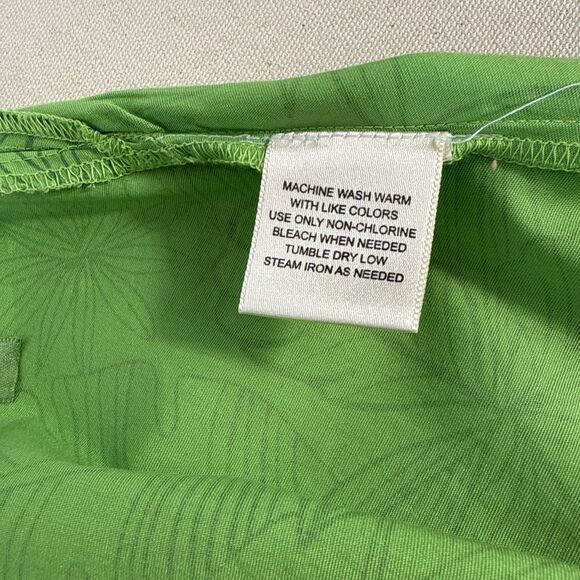 MACHINE WASH WARM
WITH LIKE COLORS
USE ONLY NON-CHLORINE
BLEACH WHEN NEEDED
TUMBLE DRY LOW
STEAM IRON AS NEEDED